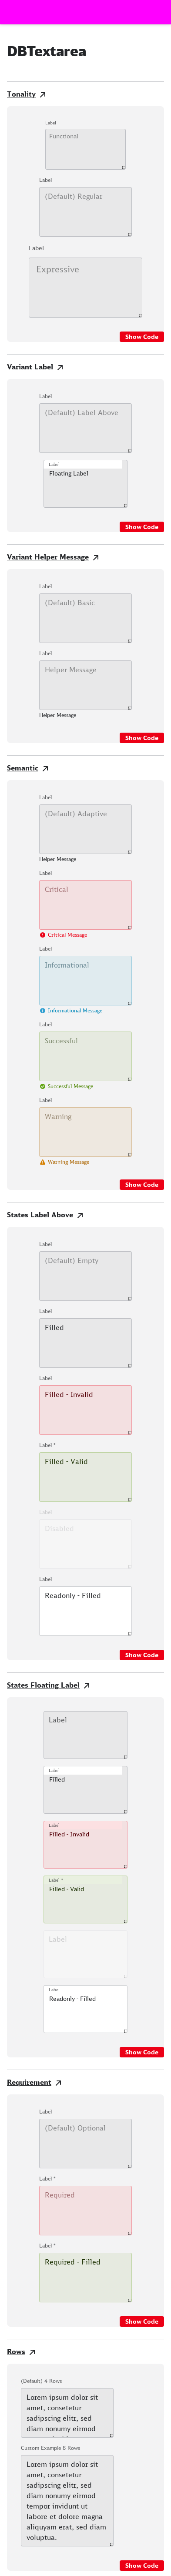 DBTextarea
Tonality
Label
Functional
Label
(Default) Regular
Label
Expressive
Show Code
Variant Label
Label
(Default) Label Above
Label
Floating Label
Show Code
Variant Helper Message
Label
(Default) Basic
Label
Helper Message
Helper Message
Show Code
Semantic
Label
(Default) Adaptive
Helper Message
Label
Critical
Critical Message
Label
Informational
Informational Message
Label
Successful
Successful Message
Label
Warning
Warning Message
Show Code
States Label Above
Label
(Default) Empty
Label
Filled
Label
Filled - Invalid
Label *
Filled - Valid
Label
Disabled
Label
Readonly - Filled
Show Code
States Floating Label
Label
Label
Filled
Label
Filled - Invalid
Label *
Filled - Valid
Label
Label
Readonly - Filled
Show Code
Requirement
Label
(Default) Optional
Label *
Required
Label *
Required - Filled
Show Code
Rows
(Default) 4 Rows
Lorem ipsum dolor sit
amet, consetetur
sadipscing elitr, sed
diam nonumy eirmod
Custom Example 8 Rows
Lorem ipsum dolor sit
amet, consetetur
sadipscing elitr, sed
diam nonumy eirmod
tempor invidunt ut
labore et dolore magna
aliquyam erat, sed diam
voluptua.
Show Code